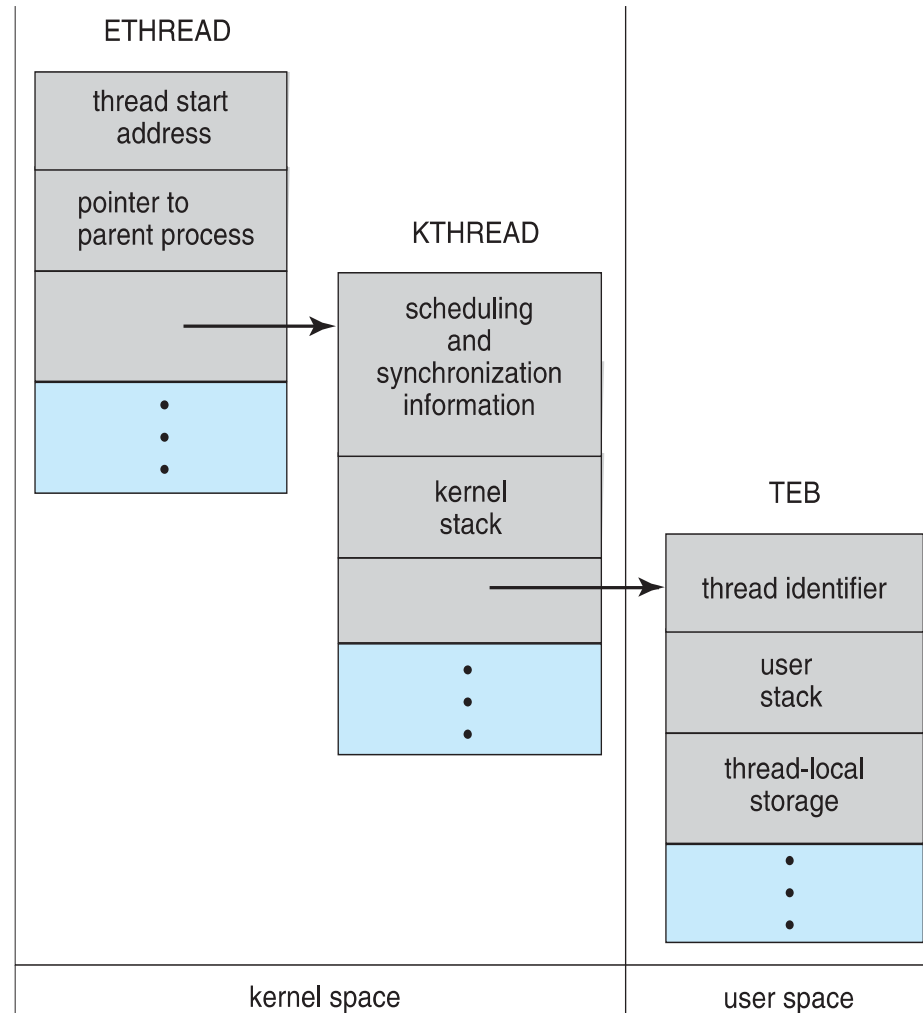 ETHREAD
thread start
address
pointer to
parent process
KTHREAD
scheduling
and
synchronization
information
kernel
stack
TEB
thread identifier
user
stack
thread-local
storage
kernel space
user space